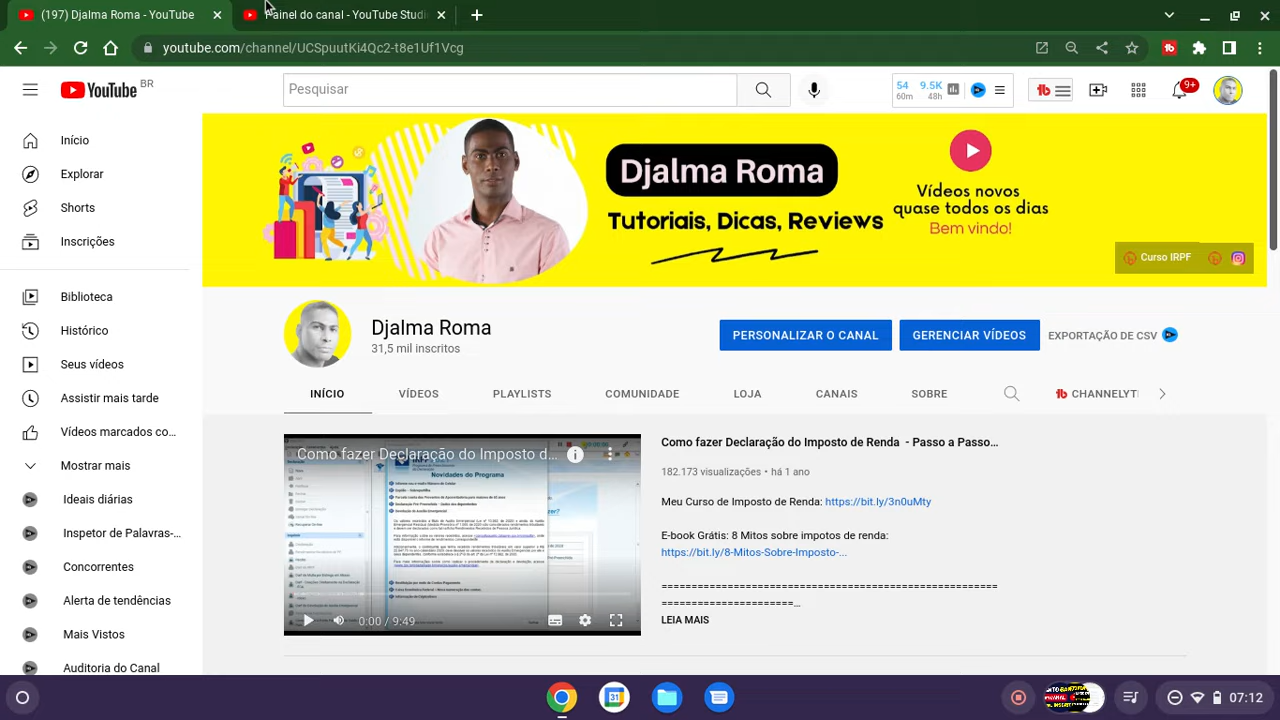 (197) Djalma Roma - YouTube
Painel do canal - YouTube Studi
youtube.com/channel/UCSpuutKi4Qc2-t8e1Uf1Vcg
YouTube BR
Pesquisar
54 9.5K
60m 48h
9+
Início
Explorar
Shorts
Inscrições
Biblioteca
Histórico
Seus vídeos
Assistir mais tarde
Vídeos marcados co...
Mostrar mais
Ideais diárias
Inspetor de Palavras-...
Concorrentes
Alerta de tendências
Mais Vistos
Auditoria do Canal
Djalma Roma
Tutoriais, Dicas, Reviews
Vídeos novos
quase todos os dias
Bem vindo!
Curso IRPF
Djalma Roma
31,5 mil inscritos
PERSONALIZAR O CANAL
GERENCIAR VÍDEOS
EXPORTAÇÃO DE CSV
INÍCIO VÍDEOS PLAYLISTS COMUNIDADE LOJA CANAIS SOBRE CHANNELYT
Como fazer Declaração do Imposto d...
Novidades do Programa
0:00 / 9:49
Como fazer Declaração do Imposto de Renda - Passo a Passo...
182.173 visualizações • há 1 ano
Meu Curso de Imposto de Renda: https://bit.ly/3n0uMty
E-book Grátis: 8 Mitos sobre impotos de renda:
https://bit.ly/8-Mitos-Sobre-Imposto-...
LEIA MAIS
31
07:12